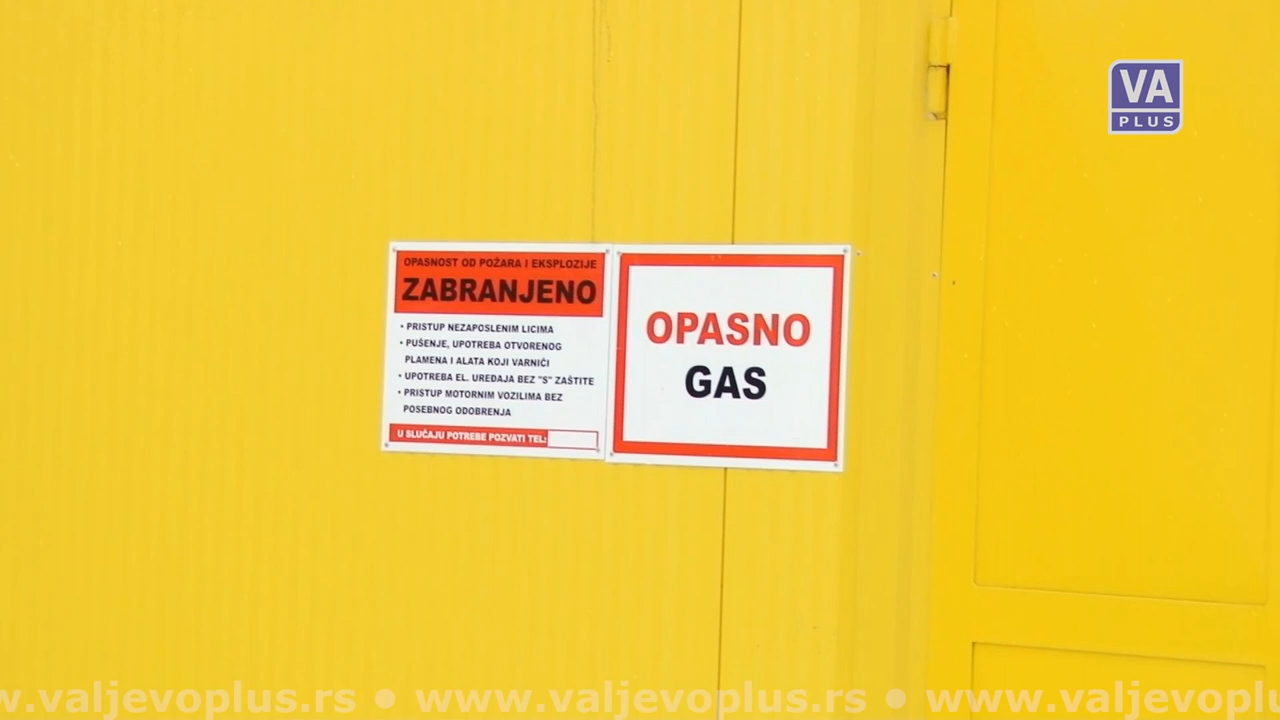 VA
PLUS
OPASNOST OD POŽARA I EKSPLOZIJE
ZABRANJENO
• PRISTUP NEZAPOSLENIM LICIMA
• PUŠENJE, UPOTREBA OTVORENOG
PLAMENA I ALATA KOJI VARNIČI
• UPOTREBA EL. UREĐAJA BEZ "S" ZAŠTITE
• PRISTUP MOTORNIM VOZILIMA BEZ
POSEBNOG ODOBRENJA
U SLUČAJU POTREBE POZVATI TEL:
OPASNO
GAS
w.valjevoplus.rs ● www.valjevoplus.rs ● www.valjevoplu